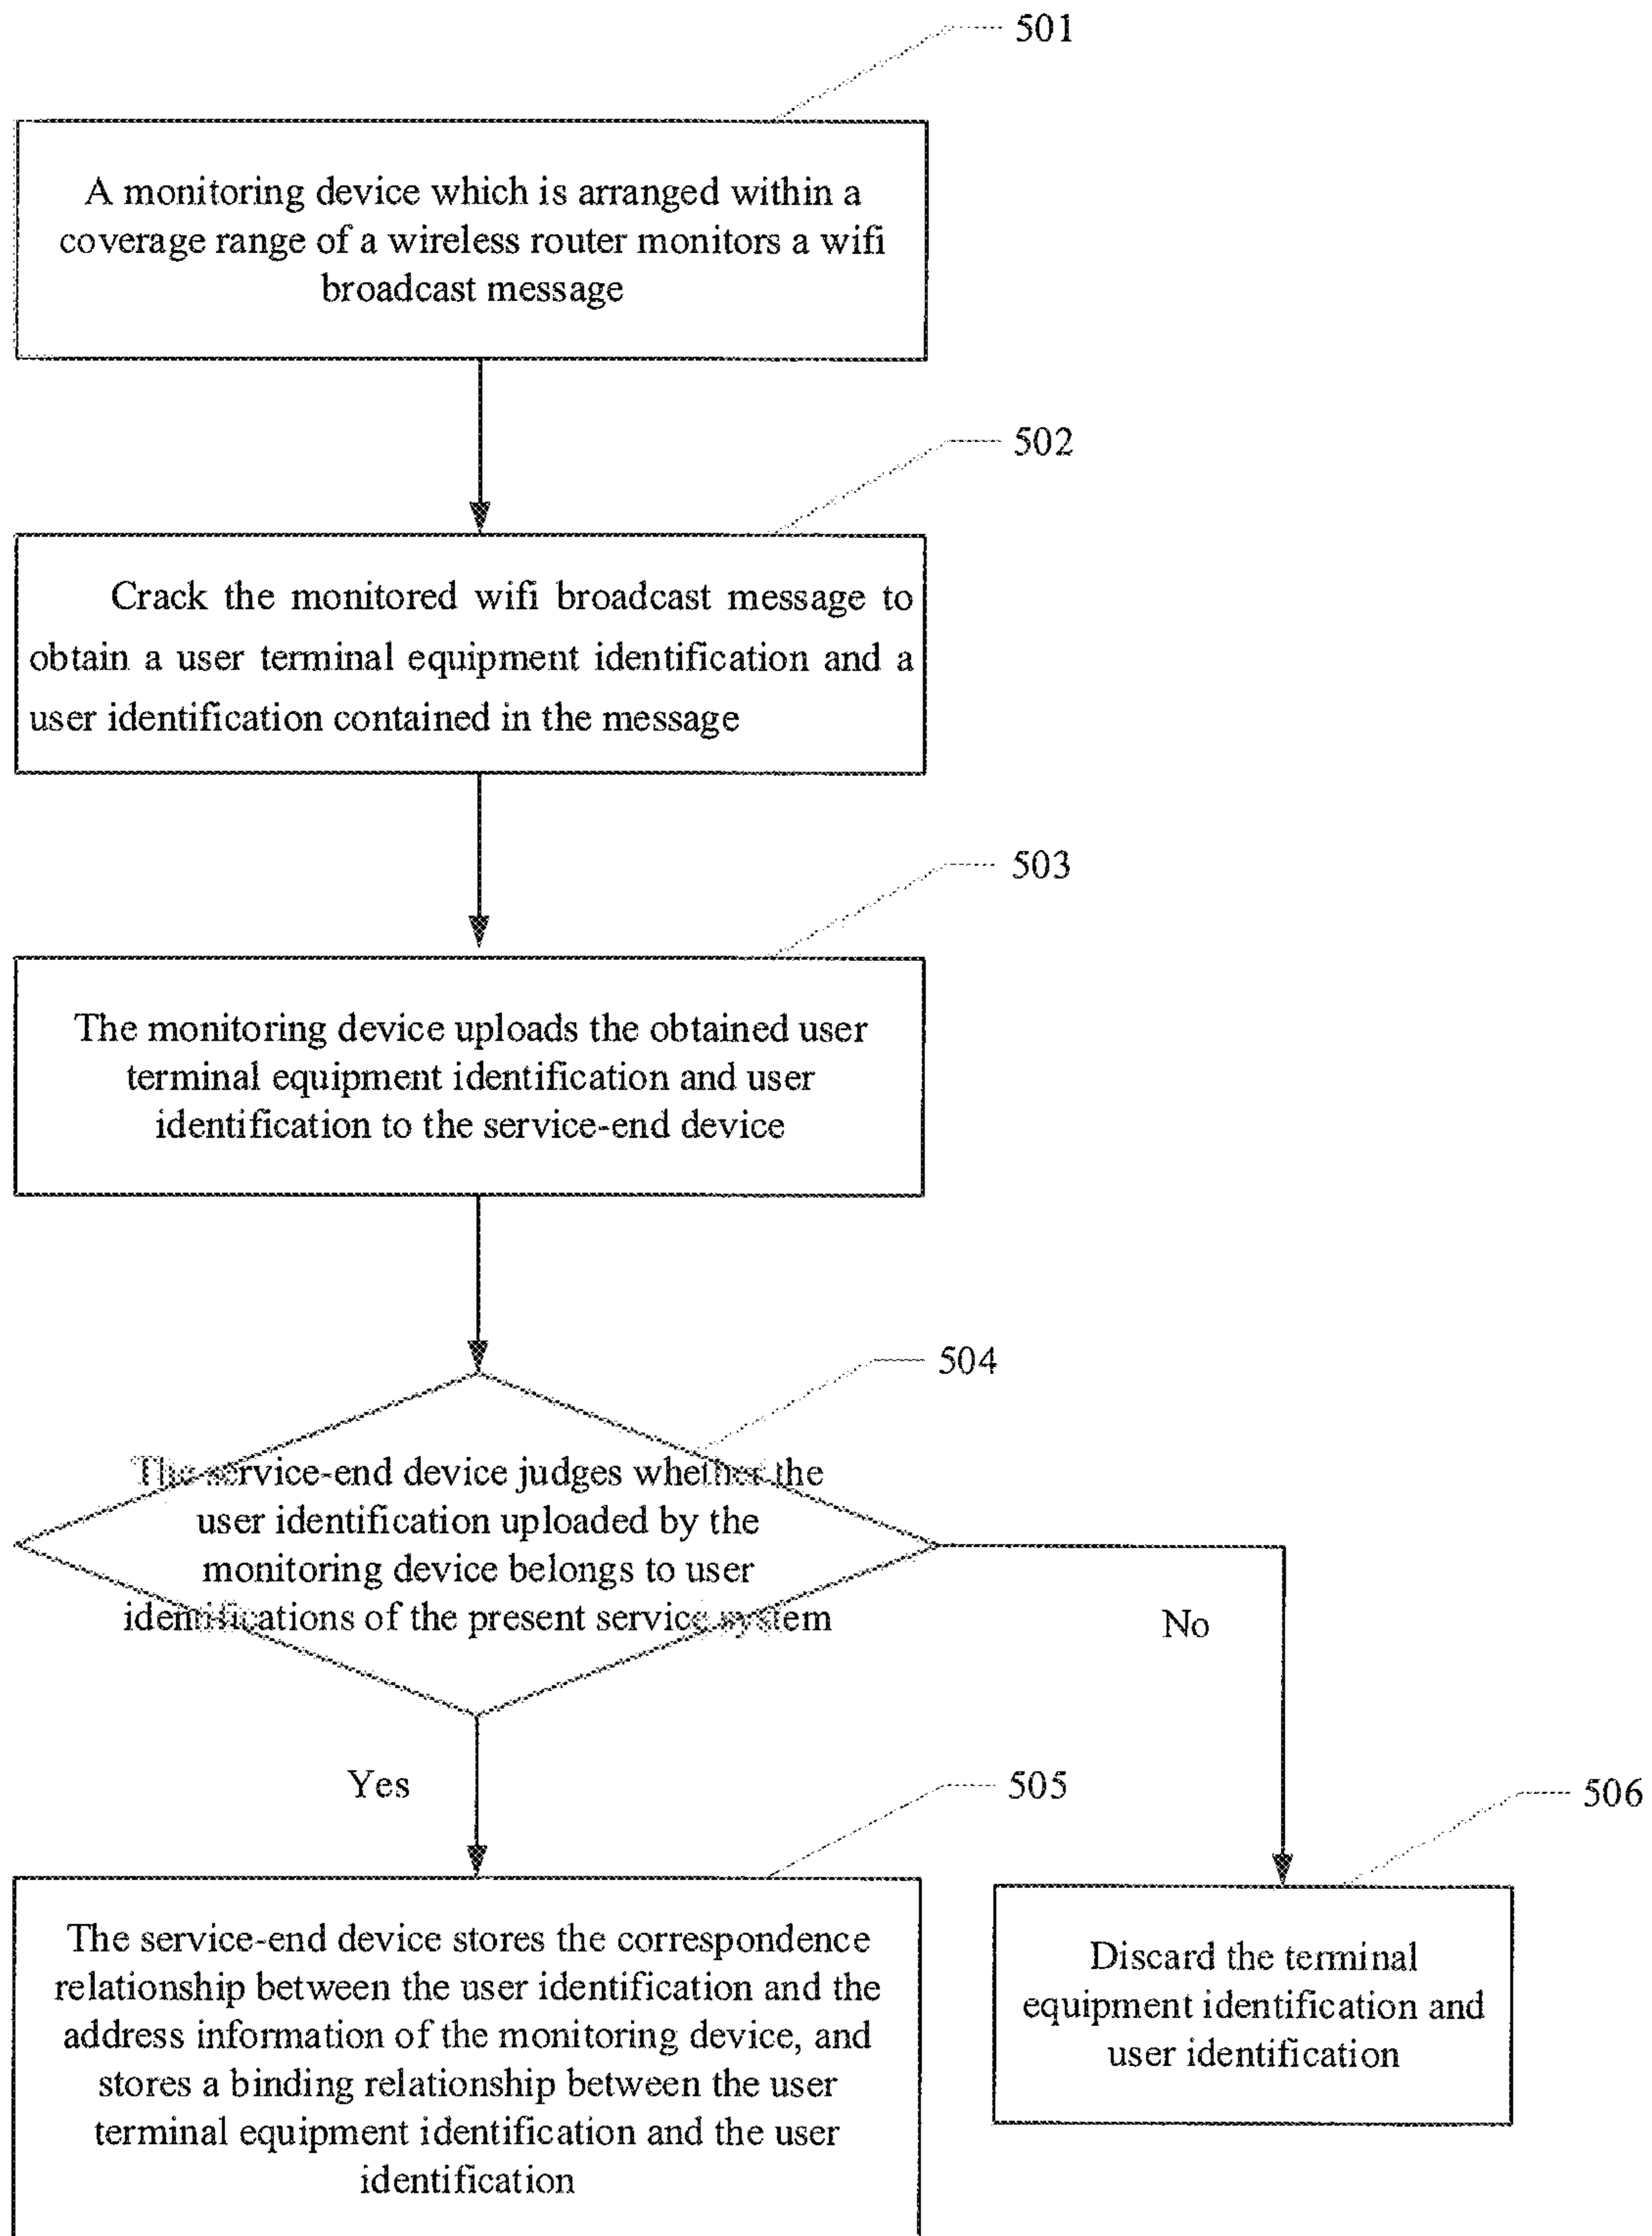 501
A monitoring device which is arranged within a
coverage range of a wireless router monitors a wifi
broadcast message
502
Crack the monitored wifi broadcast message to
obtain a user terminal equipment identification and a
user identification contained in the message
503
The monitoring device uploads the obtained user
terminal equipment identification and user
identification to the service-end device
504
The service-end device judges whether the
user identification uploaded by the
monitoring device belongs to user
identifications of the present service system
No
Yes
505
506
The service-end device stores the correspondence
relationship between the user identification and the
address information of the monitoring device, and
stores a binding relationship between the user
terminal equipment identification and the user
identification
Discard the terminal
equipment identification and
user identification